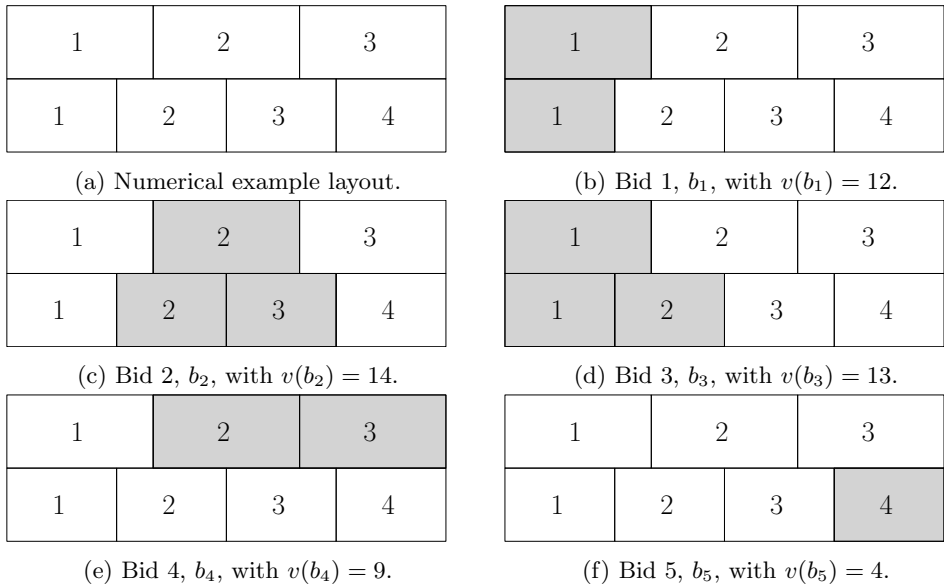 1 2 3 1 2 3
1 2 3 4 1 2 3 4
(a) Numerical example layout. (b) Bid 1, b₁, with v(b₁) = 12.
1 2 3 1 2 3
1 2 3 4 1 2 3 4
(c) Bid 2, b₂, with v(b₂) = 14. (d) Bid 3, b₃, with v(b₃) = 13.
1 2 3 1 2 3
1 2 3 4 1 2 3 4
(e) Bid 4, b₄, with v(b₄) = 9. (f) Bid 5, b₅, with v(b₅) = 4.